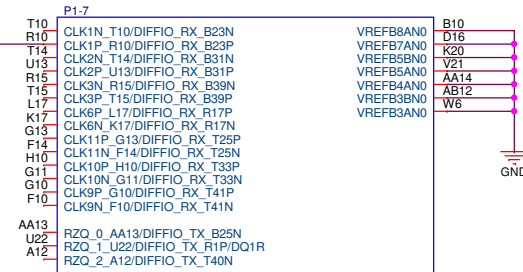 P1-7
T10 CLK1N_T10/DIFFIO_RX_B23N VREFB8AN0 B10
R10 CLK1P_R10/DIFFIO_RX_B23P VREFB7AN0 D16
T14 CLK2N_T14/DIFFIO_RX_B31N VREFB5BN0 K20
U13 CLK2P_U13/DIFFIO_RX_B31P VREFB5AN0 V21
R15 CLK3N_R15/DIFFIO_RX_B39N VREFB4AN0 AA14
T15 CLK3P_T15/DIFFIO_RX_B39P VREFB3BN0 AB12
L17 CLK6P_L17/DIFFIO_RX_R17P VREFB3AN0 W6
K17 CLK6N_K17/DIFFIO_RX_R17N
G13 CLK11P_G13/DIFFIO_RX_T25P
F14 CLK11N_F14/DIFFIO_RX_T25N
H10 CLK10P_H10/DIFFIO_RX_T33P
G11 CLK10N_G11/DIFFIO_RX_T33N
G10 CLK9P_G10/DIFFIO_RX_T41P
F10 CLK9N_F10/DIFFIO_RX_T41N
GND
AA13 RZQ_0_AA13/DIFFIO_TX_B25N
U22 RZQ_1_U22/DIFFIO_TX_R1P/DQ1R
A12 RZQ_2_A12/DIFFIO_TX_T40N